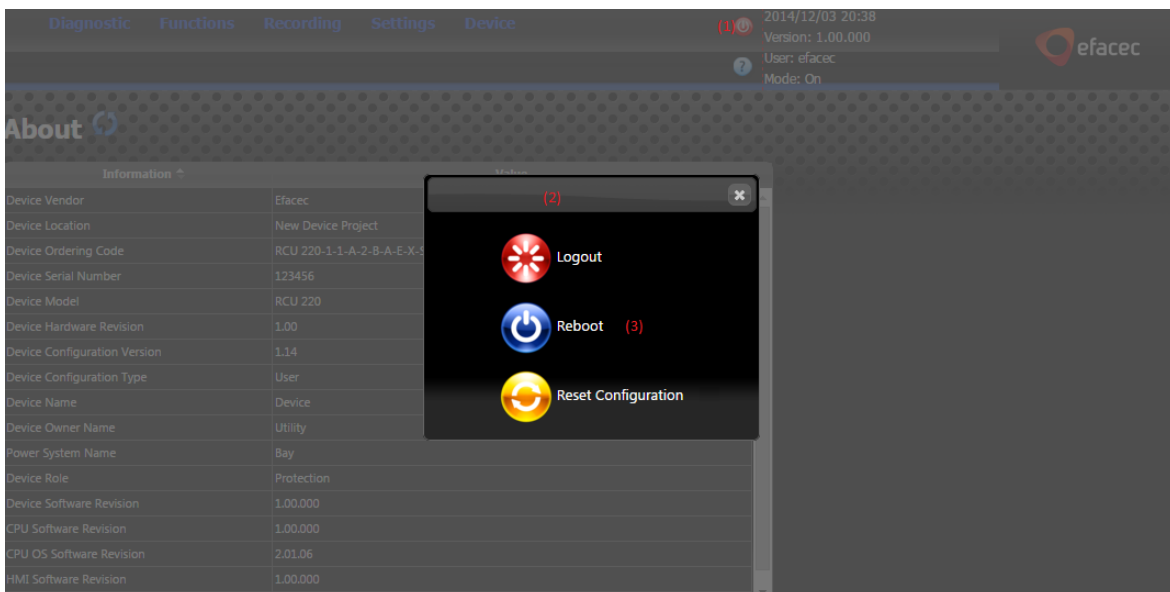 Diagnostic Functions Recording Settings Device
(1)
2014/12/03 20:38
Version: 1.00.000
User: efacec
Mode: On
efacec
About
Information Value
Device Vendor Efacec
Device Location New Device Project
Device Ordering Code RCU 220-1-1-A-2-B-A-E-X-
Device Serial Number 123456
Device Model RCU 220
Device Hardware Revision 1.00
Device Configuration Version 1.14
Device Configuration Type User
Device Name Device
Device Owner Name Utility
Power System Name Bay
Device Role Protection
Device Software Revision 1.00.000
CPU Software Revision 1.00.000
CPU OS Software Revision 2.01.06
HMI Software Revision 1.00.000
(2)
Logout
Reboot (3)
Reset Configuration